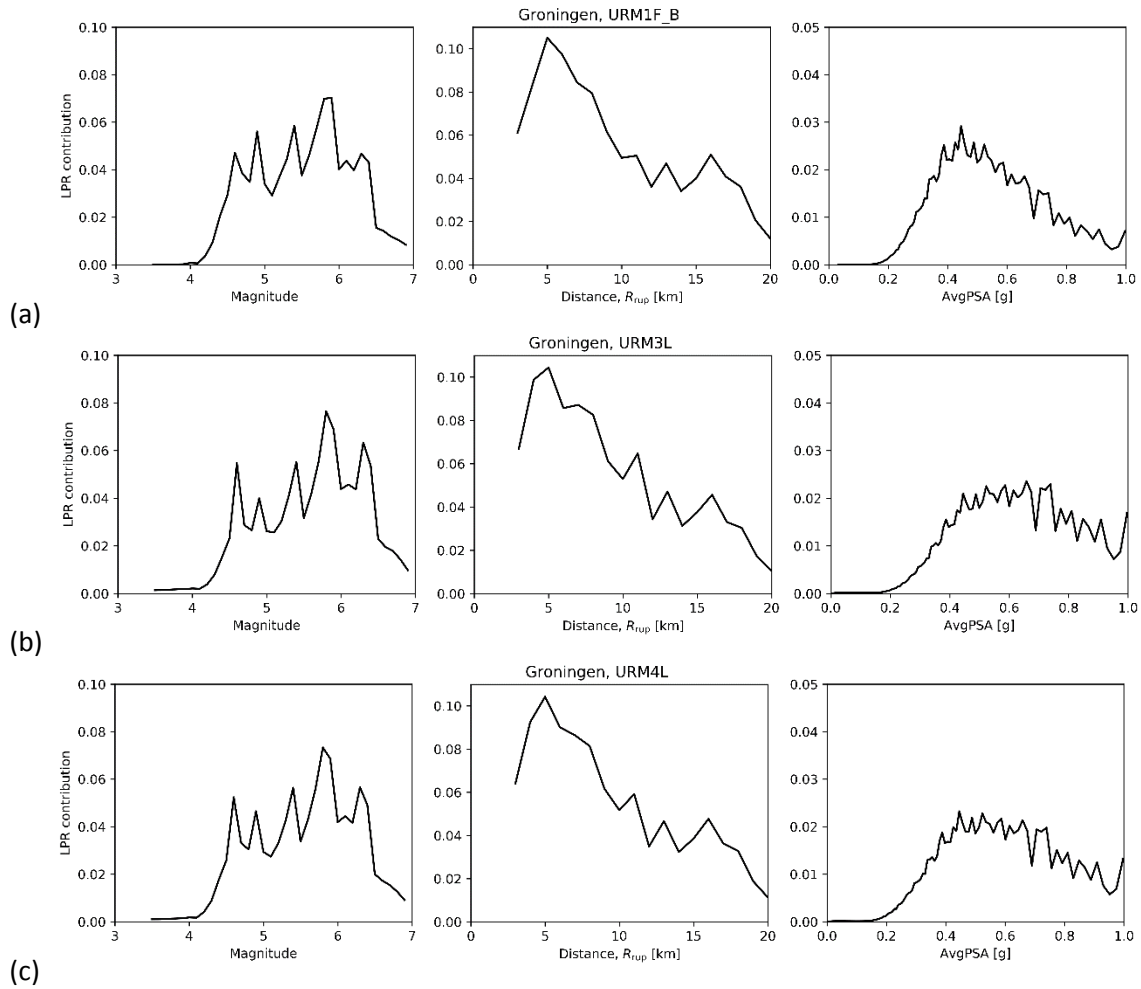 Groningen, URM1F_B
0.10
0.08
0.06
0.04
0.02
0.00
LPR contribution
3 4 5 6 7
Magnitude
0.10
0.08
0.06
0.04
0.02
0.00
0 5 10 15 20
Distance, Rrup [km]
0.05
0.04
0.03
0.02
0.01
0.00
0.0 0.2 0.4 0.6 0.8 1.0
AvgPSA [g]
(a)
Groningen, URM3L
0.10
0.08
0.06
0.04
0.02
0.00
LPR contribution
3 4 5 6 7
Magnitude
0.10
0.08
0.06
0.04
0.02
0.00
0 5 10 15 20
Distance, Rrup [km]
0.05
0.04
0.03
0.02
0.01
0.00
0.0 0.2 0.4 0.6 0.8 1.0
AvgPSA [g]
(b)
Groningen, URM4L
0.10
0.08
0.06
0.04
0.02
0.00
LPR contribution
3 4 5 6 7
Magnitude
0.10
0.08
0.06
0.04
0.02
0.00
0 5 10 15 20
Distance, Rrup [km]
0.05
0.04
0.03
0.02
0.01
0.00
0.0 0.2 0.4 0.6 0.8 1.0
AvgPSA [g]
(c)